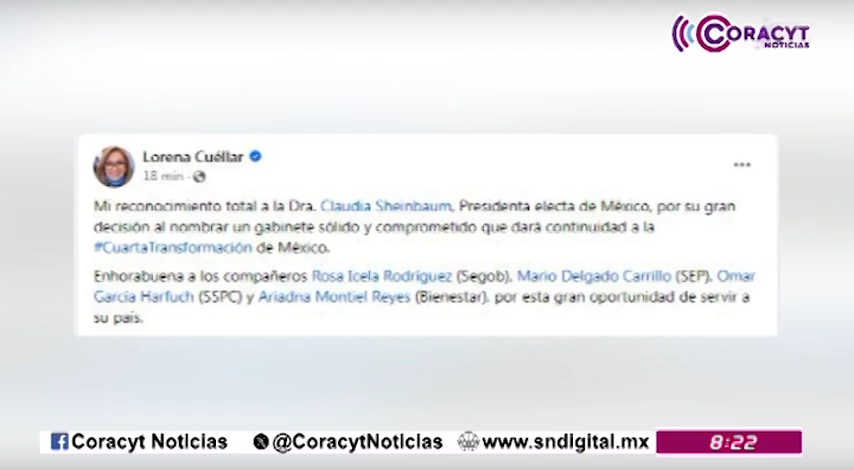 CORACYT
NOTICIAS
Lorena Cuéllar
18 min ·
Mi reconocimiento total a la Dra. Claudia Sheinbaum, Presidenta electa de México, por su gran
decisión al nombrar un gabinete sólido y comprometido que dará continuidad a la
#CuartaTransformación de México.
Enhorabuena a los compañeros Rosa Icela Rodríguez (Segob), Mario Delgado Carrillo (SEP), Omar
García Harfuch (SSPC) y Ariadna Montiel Reyes (Bienestar), por esta gran oportunidad de servir a
su país.
Coracyt Noticias @CoracytNoticias www.sndigital.mx 8:22